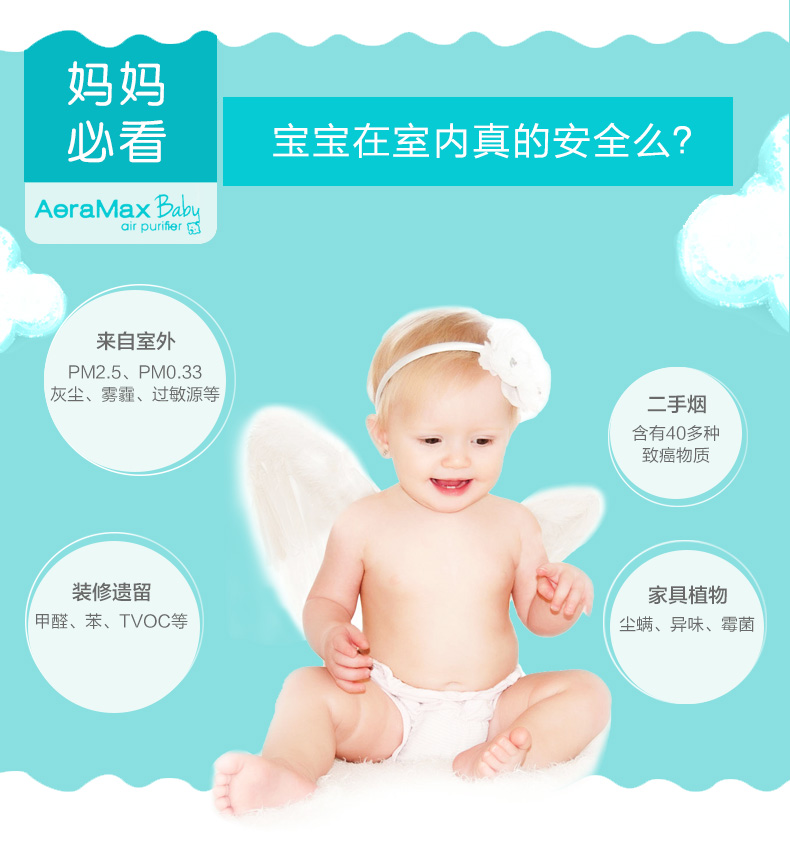 妈妈
必看
AeraMax Baby
air purifier
宝宝在室内真的安全么?
来自室外
PM2.5、PM0.33
灰尘、雾霾、过敏源等
二手烟
含有40多种
致癌物质
装修遗留
甲醛、苯、TVOC等
家具植物
尘螨、异味、霉菌